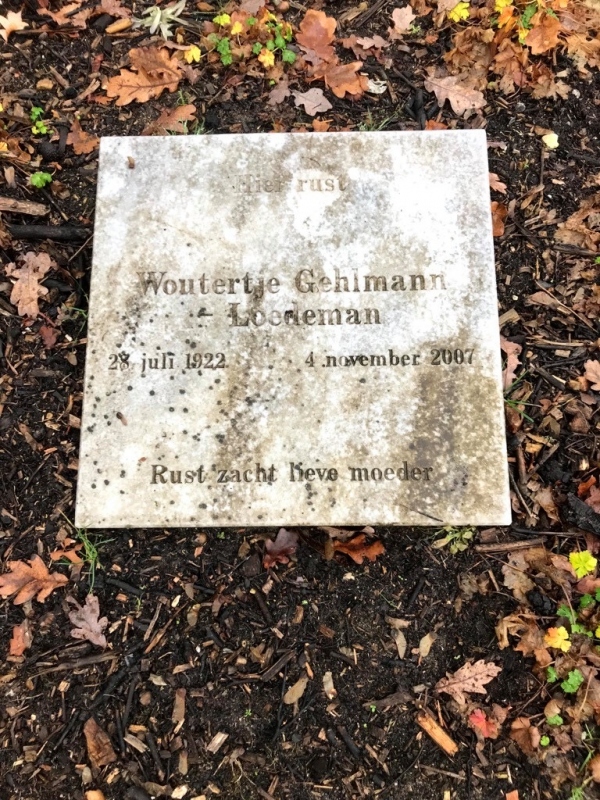 Hier rust
Woutertje Gehlmann
- Loedeman
28 juli 1922 4 november 2007
Rust zacht lieve moeder